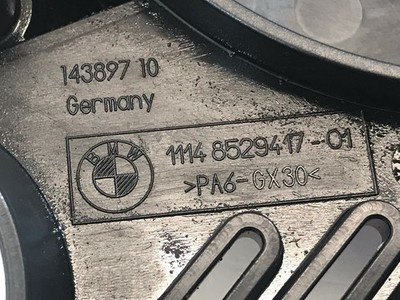 143897 10
Germany
BMW
1114 8529417-01
>PA6-GX30<